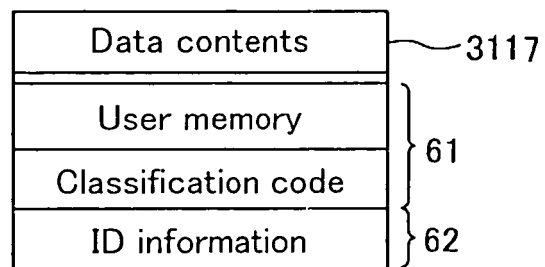 Data contents 3117
User memory
61
Classification code
ID information 62